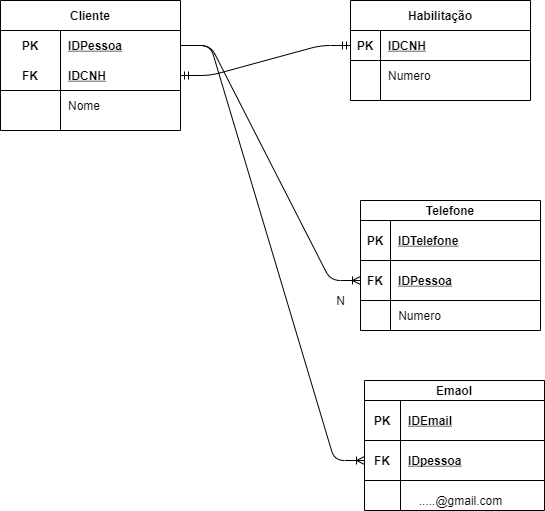 Cliente
PK IDPessoa
FK IDCNH
Nome
Habilitação
PK IDCNH
Numero
Telefone
PK IDTelefone
FK IDPessoa
Numero
N
Emaol
PK IDEmail
FK IDpessoa
.....@gmail.com